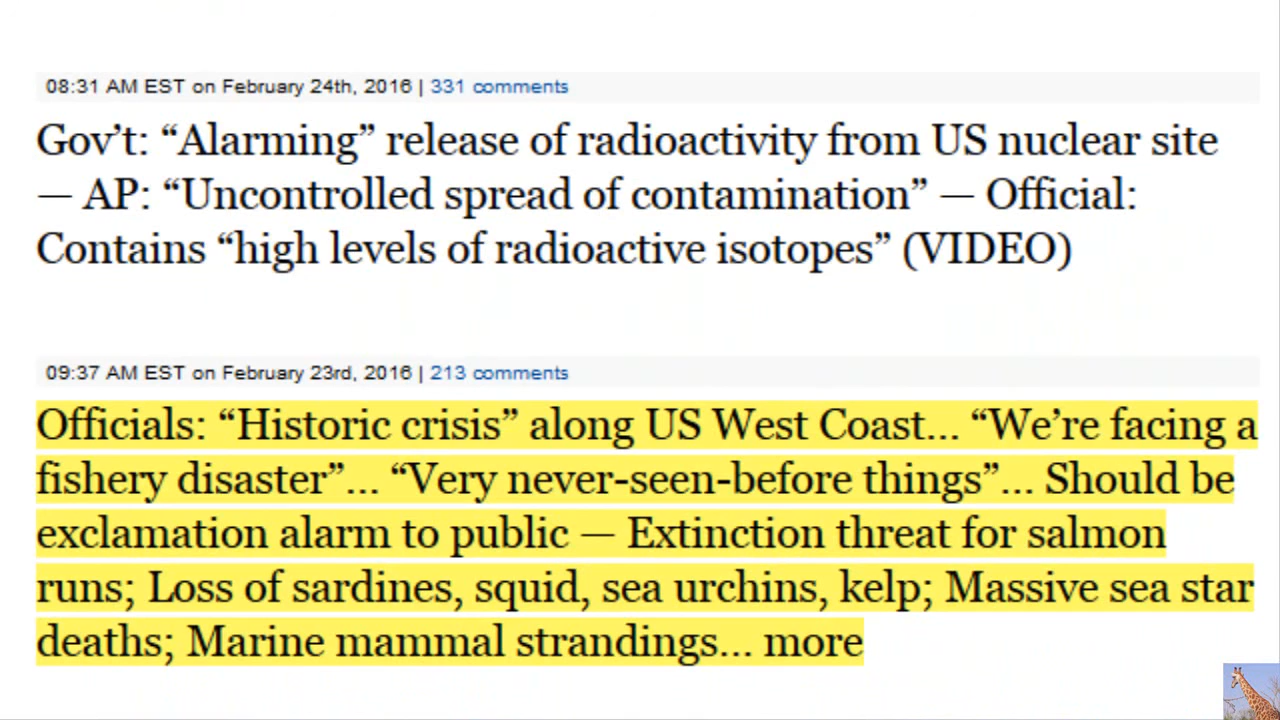 08:31 AM EST on February 24th, 2016 | 331 comments
Gov’t: “Alarming” release of radioactivity from US nuclear site
— AP: “Uncontrolled spread of contamination” — Official:
Contains “high levels of radioactive isotopes” (VIDEO)
09:37 AM EST on February 23rd, 2016 | 213 comments
Officials: “Historic crisis” along US West Coast… “We’re facing a
fishery disaster”… “Very never-seen-before things”… Should be
exclamation alarm to public — Extinction threat for salmon
runs; Loss of sardines, squid, sea urchins, kelp; Massive sea star
deaths; Marine mammal strandings… more